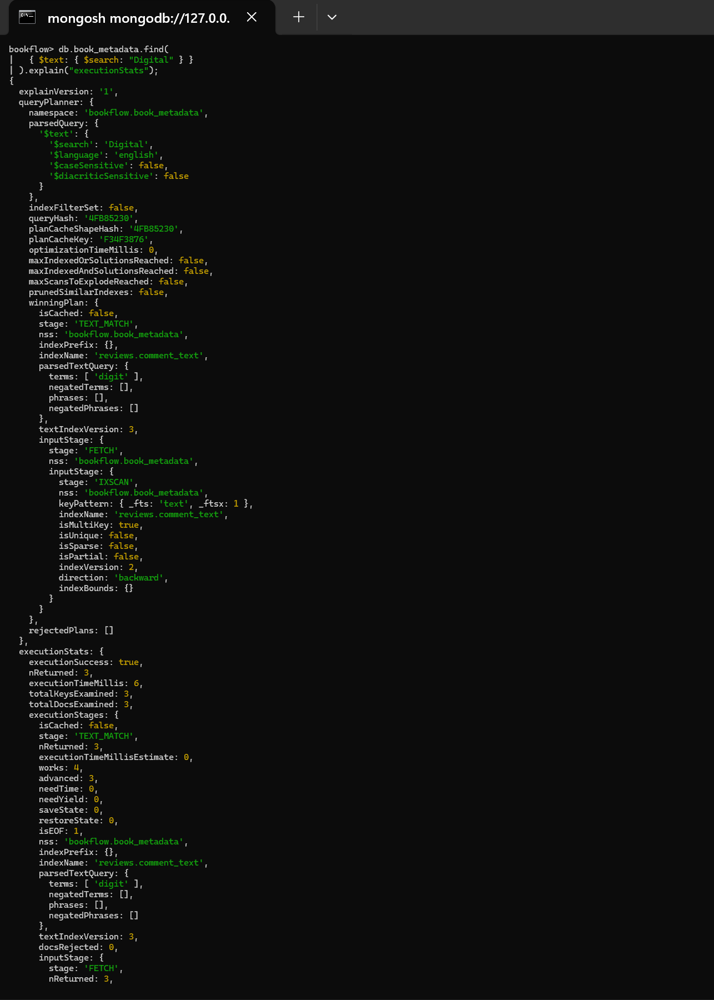 mongosh mongodb://127.0.0.
bookflow> db.book_metadata.find(
|   { $text: { $search: "Digital" } }
| ).explain("executionStats");
{
  explainVersion: '1',
  queryPlanner: {
    namespace: 'bookflow.book_metadata',
    parsedQuery: {
      '$text': {
        '$search': 'Digital',
        '$language': 'english',
        '$caseSensitive': false,
        '$diacriticSensitive': false
      }
    },
    indexFilterSet: false,
    queryHash: '4FB85230',
    planCacheShapeHash: '4FB85230',
    planCacheKey: 'F34F3876',
    optimizationTimeMillis: 0,
    maxIndexedOrSolutionsReached: false,
    maxIndexedAndSolutionsReached: false,
    maxScansToExplodeReached: false,
    prunedSimilarIndexes: false,
    winningPlan: {
      isCached: false,
      stage: 'TEXT_MATCH',
      nss: 'bookflow.book_metadata',
      indexPrefix: {},
      indexName: 'reviews.comment_text',
      parsedTextQuery: {
        terms: [ 'digit' ],
        negatedTerms: [],
        phrases: [],
        negatedPhrases: []
      },
      textIndexVersion: 3,
      inputStage: {
        stage: 'FETCH',
        nss: 'bookflow.book_metadata',
        inputStage: {
          stage: 'IXSCAN',
          nss: 'bookflow.book_metadata',
          keyPattern: { _fts: 'text', _ftsx: 1 },
          indexName: 'reviews.comment_text',
          isMultiKey: true,
          isUnique: false,
          isSparse: false,
          isPartial: false,
          indexVersion: 2,
          direction: 'backward',
          indexBounds: {}
        }
      }
    },
    rejectedPlans: []
  },
  executionStats: {
    executionSuccess: true,
    nReturned: 3,
    executionTimeMillis: 6,
    totalKeysExamined: 3,
    totalDocsExamined: 3,
    executionStages: {
      isCached: false,
      stage: 'TEXT_MATCH',
      nReturned: 3,
      executionTimeMillisEstimate: 0,
      works: 4,
      advanced: 3,
      needTime: 0,
      needYield: 0,
      saveState: 0,
      restoreState: 0,
      isEOF: 1,
      nss: 'bookflow.book_metadata',
      indexPrefix: {},
      indexName: 'reviews.comment_text',
      parsedTextQuery: {
        terms: [ 'digit' ],
        negatedTerms: [],
        phrases: [],
        negatedPhrases: []
      },
      textIndexVersion: 3,
      docsRejected: 0,
      inputStage: {
        stage: 'FETCH',
        nReturned: 3,